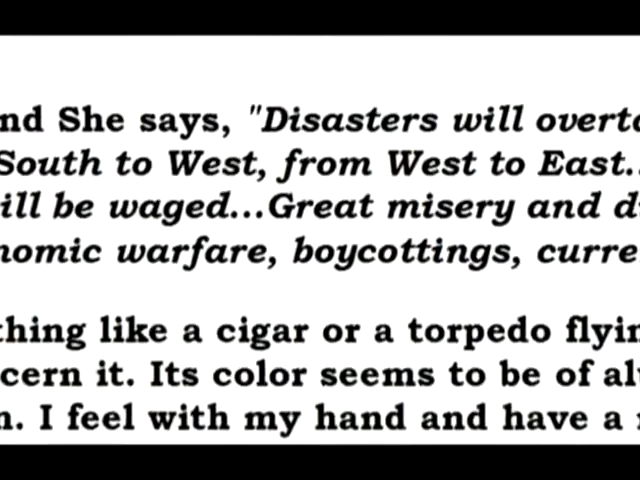 nd She says, "Disasters will overto
South to West, from West to East..
ill be waged...Great misery and d
nomic warfare, boycottings, curre
thing like a cigar or a torpedo flyin
cern it. Its color seems to be of al
n. I feel with my hand and have a